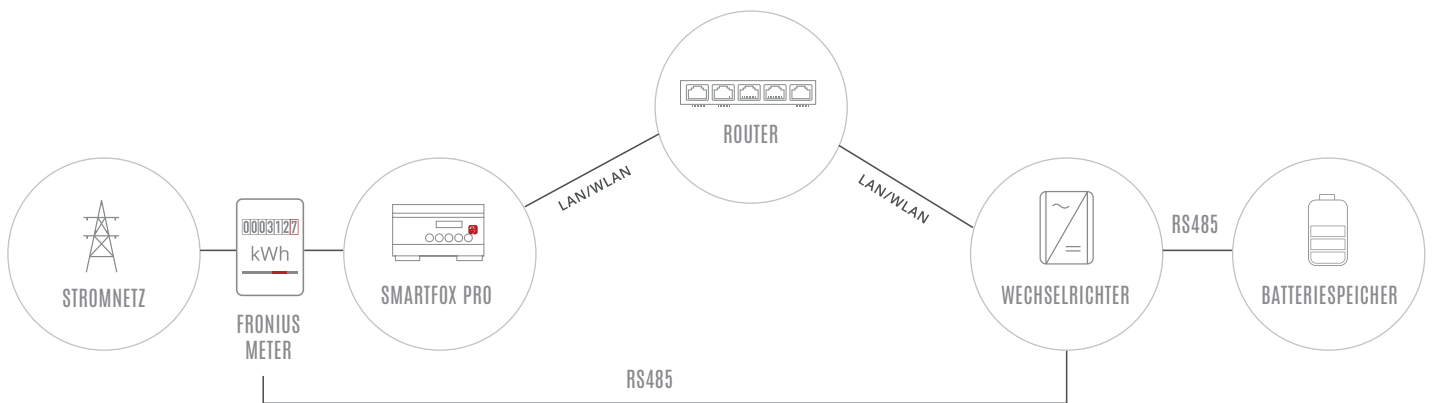 ROUTER
LAN/WLAN
LAN/WLAN
0003127
kWh
STROMNETZ
FRONIUS
METER
SMARTFOX PRO
WECHSELRICHTER
RS485
BATTERIESPEICHER
RS485